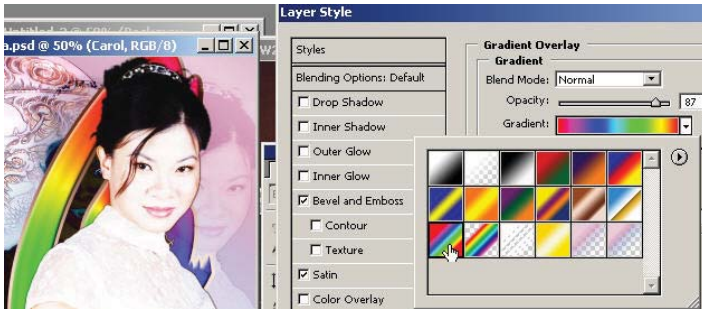 Layer Style
a.psd @ 50% (Carol, RGB/8)
Styles
Blending Options: Default
Drop Shadow
Inner Shadow
Outer Glow
Inner Glow
Bevel and Emboss
Contour
Texture
Satin
Color Overlay
Gradient Overlay
Gradient
Blend Mode: Normal
Opacity: 87
Gradient: